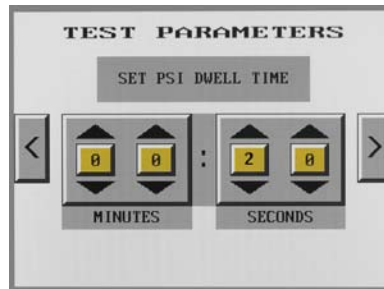 TEST PARAMETERS
SET PSI DWELL TIME
< 0 0 : 2 0 >
MINUTES SECONDS